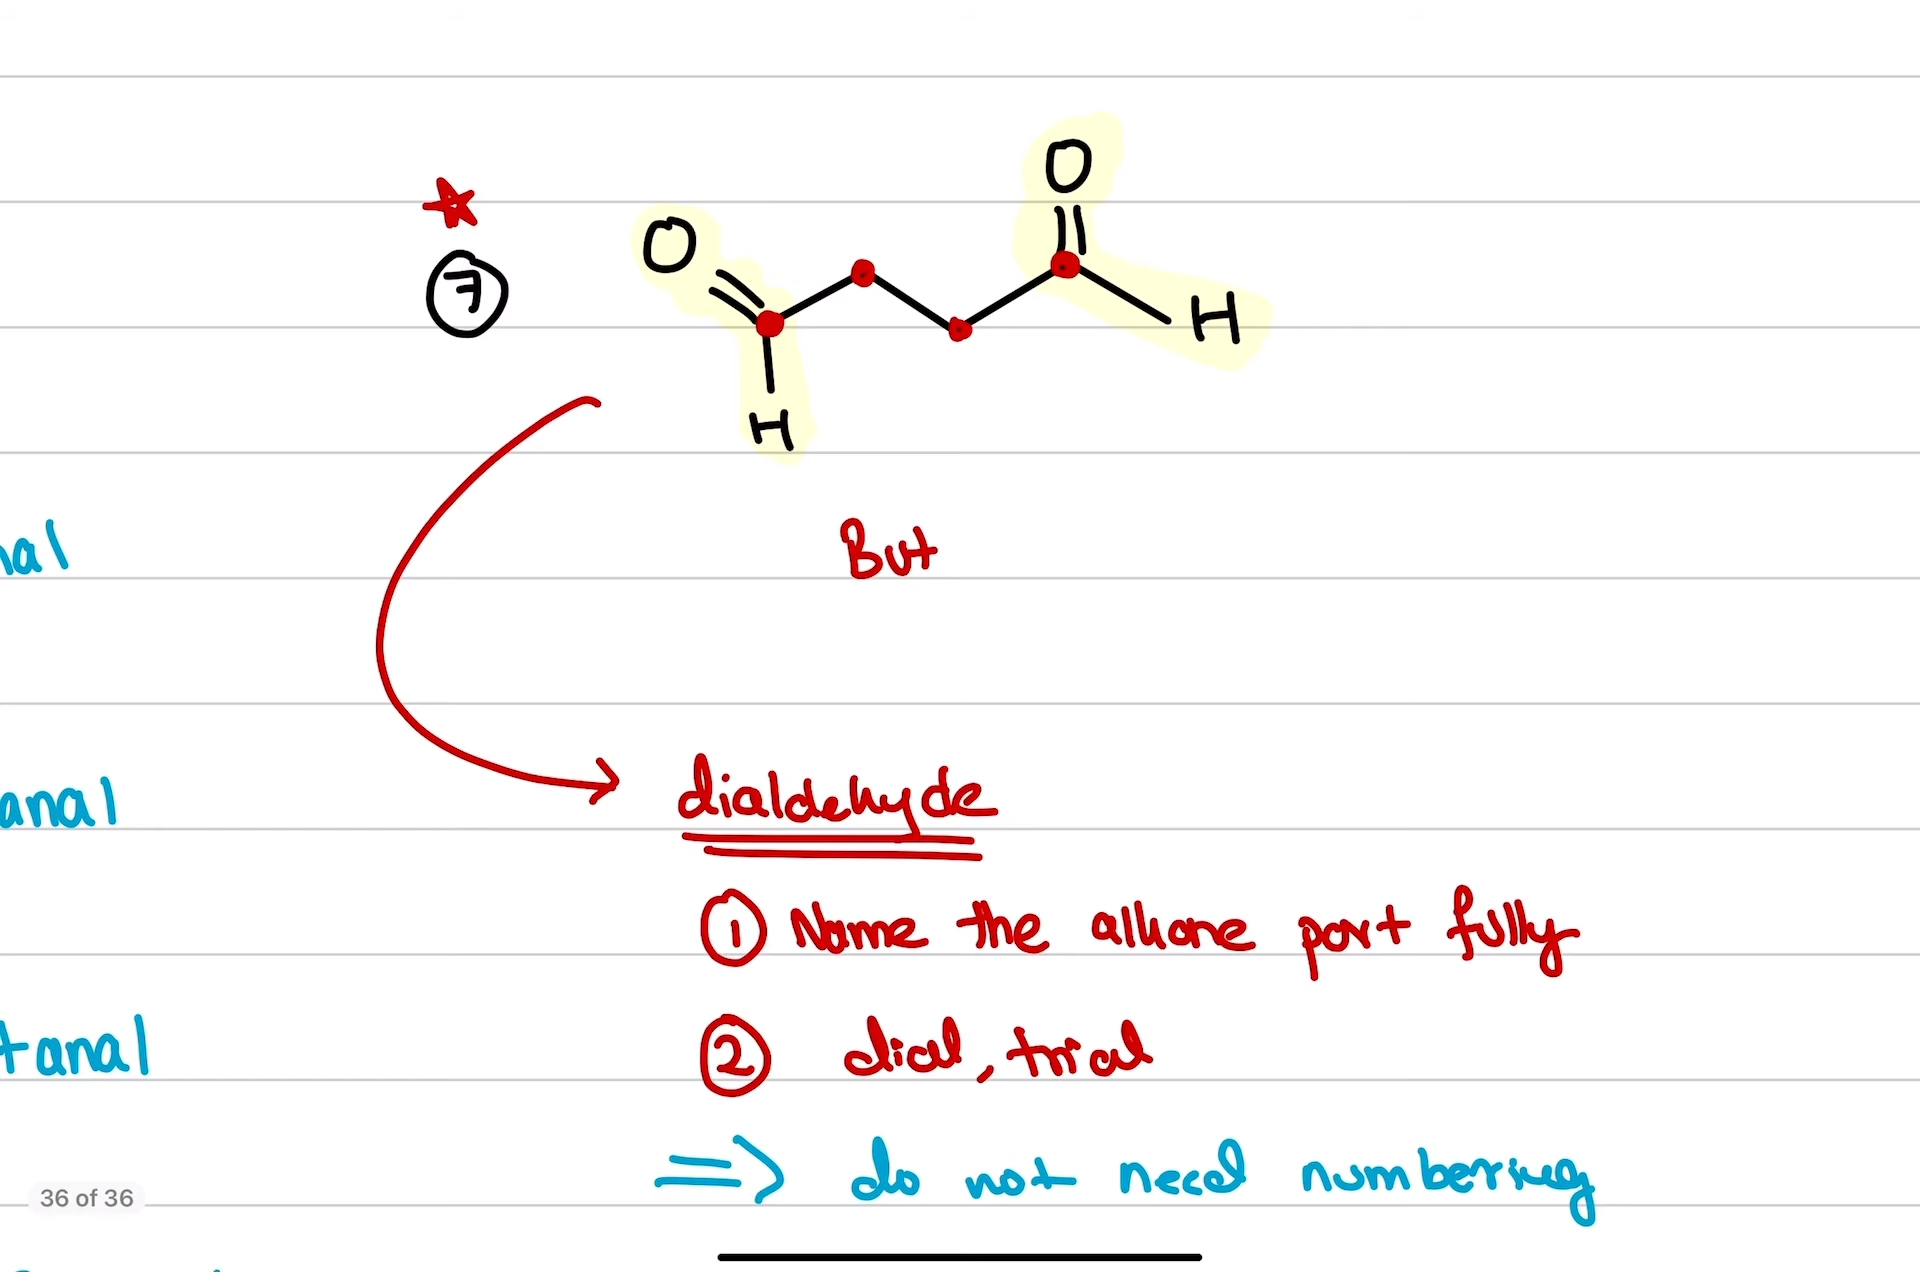 O
O
7
H
H
nal
But
anal
dialdehyde
1 Name the alkane part fully
2 dial, trial
tanal
=> do not need numbering
36 of 36